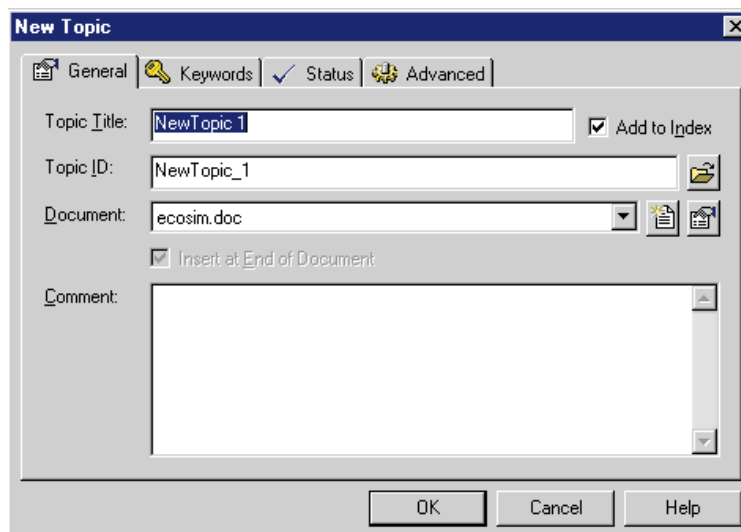 New Topic
General Keywords Status Advanced
Topic Title: NewTopic 1 Add to Index
Topic ID: NewTopic_1
Document: ecosim.doc
Insert at End of Document
Comment:
OK Cancel Help